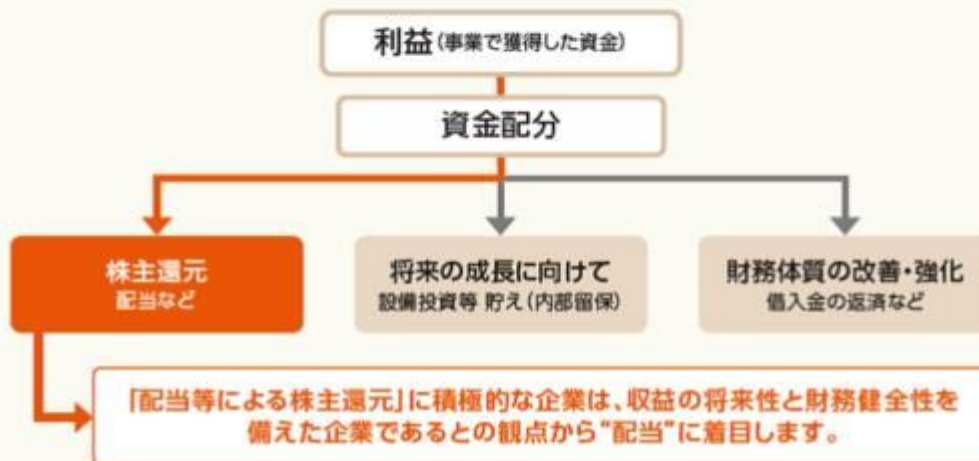 利益(事業で獲得した資金)
資金配分
株主還元
配当など
将来の成長に向けて
設備投資等 貯え(内部留保)
財務体質の改善・強化
借入金の返済など
「配当等による株主還元」に積極的な企業は、収益の将来性と財務健全性を
備えた企業であるとの観点から“配当”に着目します。